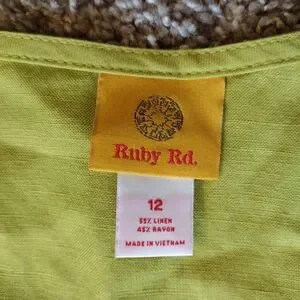 Ruby Rd.
12
55% LINEN
45% RAYON
MADE IN VIETNAM